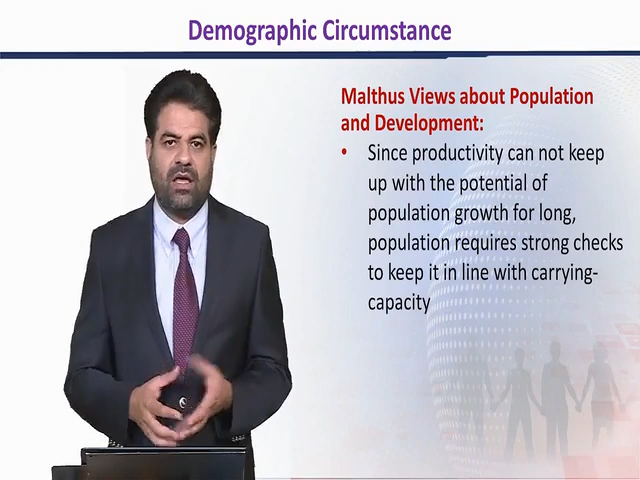 Demographic Circumstance
Malthus Views about Population
and Development:
• Since productivity can not keep
up with the potential of
population growth for long,
population requires strong checks
to keep it in line with carrying-
capacity